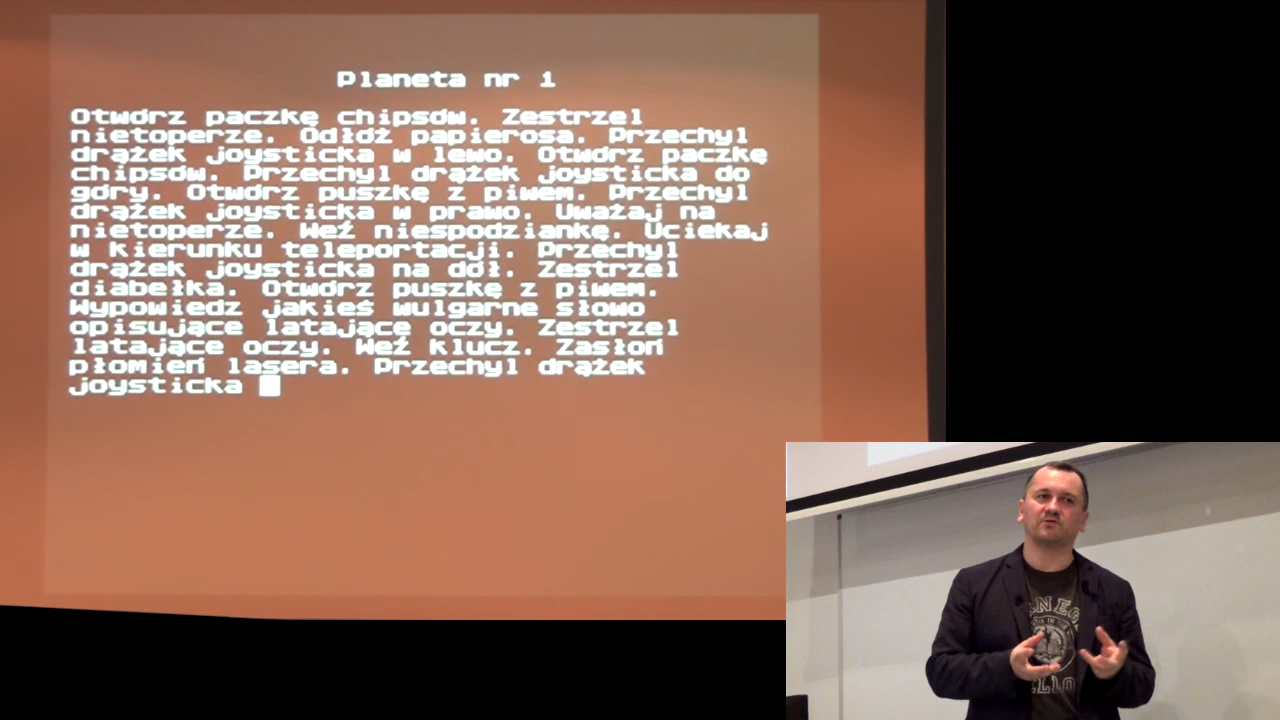 Planeta nr 1
Otwórz paczkę chipsów. Zestrzel
nietoperze. Odłóż papierosa. Przechyl
drążek joysticka w lewo. Otwórz paczkę
chipsów. Przechyl drążek joysticka do
góry. Otwórz puszkę z piwem. Przechyl
drążek joysticka w prawo. Uważaj na
nietoperze. Weź niespodziankę. Uciekaj
w kierunku teleportacji. Przechyl
drążek joysticka na dół. Zestrzel
diabełka. Otwórz puszkę z piwem.
Wypowiedz jakieś wulgarne słowo
opisujące latające oczy. Zestrzel
latające oczy. Weź klucz. Zasłoń
płomień lasera. Przechyl drążek
joysticka